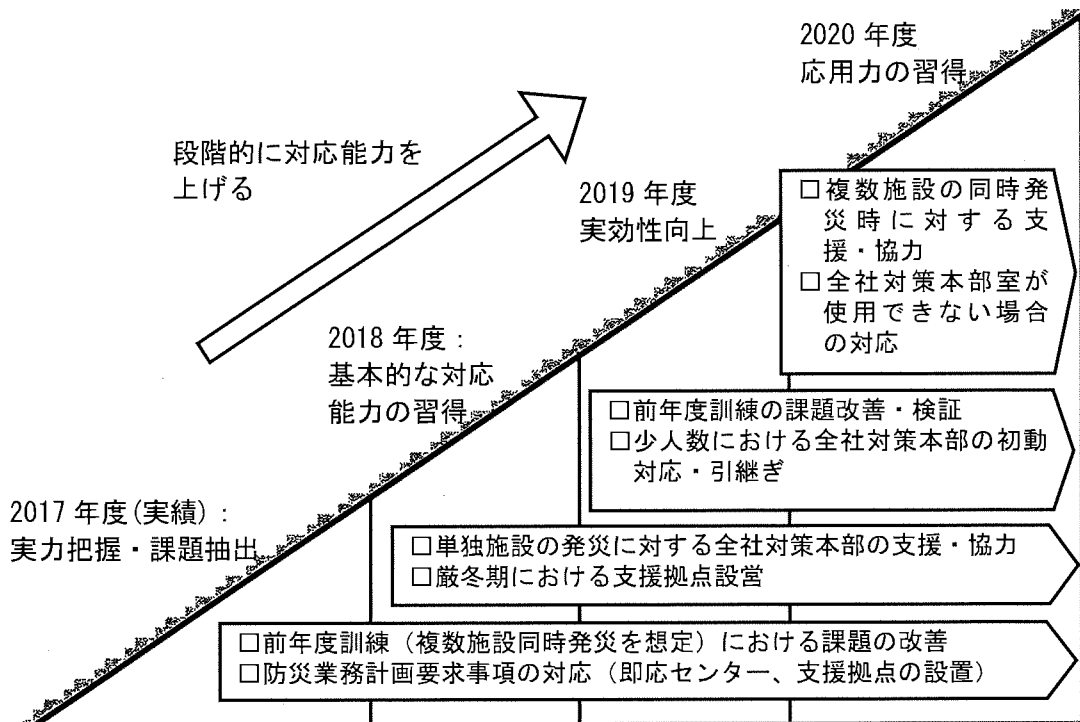 2020 年度
応用力の習得
段階的に対応能力を
上げる
2019 年度
実効性向上
□複数施設の同時発
災時に対する支
援・協力
□全社対策本部室が
使用できない場合
の対応
2018 年度：
基本的な対応
能力の習得
□前年度訓練の課題改善・検証
□少人数における全社対策本部の初動
対応・引継ぎ
2017 年度(実績)：
実力把握・課題抽出
□単独施設の発災に対する全社対策本部の支援・協力
□厳冬期における支援拠点設営
□前年度訓練（複数施設同時発災を想定）における課題の改善
□防災業務計画要求事項の対応（即応センター、支援拠点の設置）